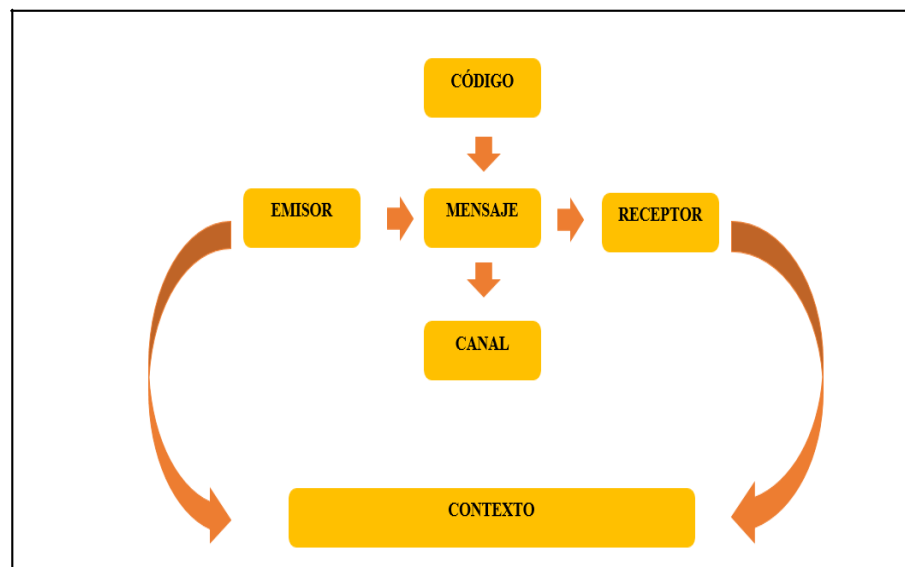 CÓDIGO
EMISOR
MENSAJE
RECEPTOR
CANAL
CONTEXTO